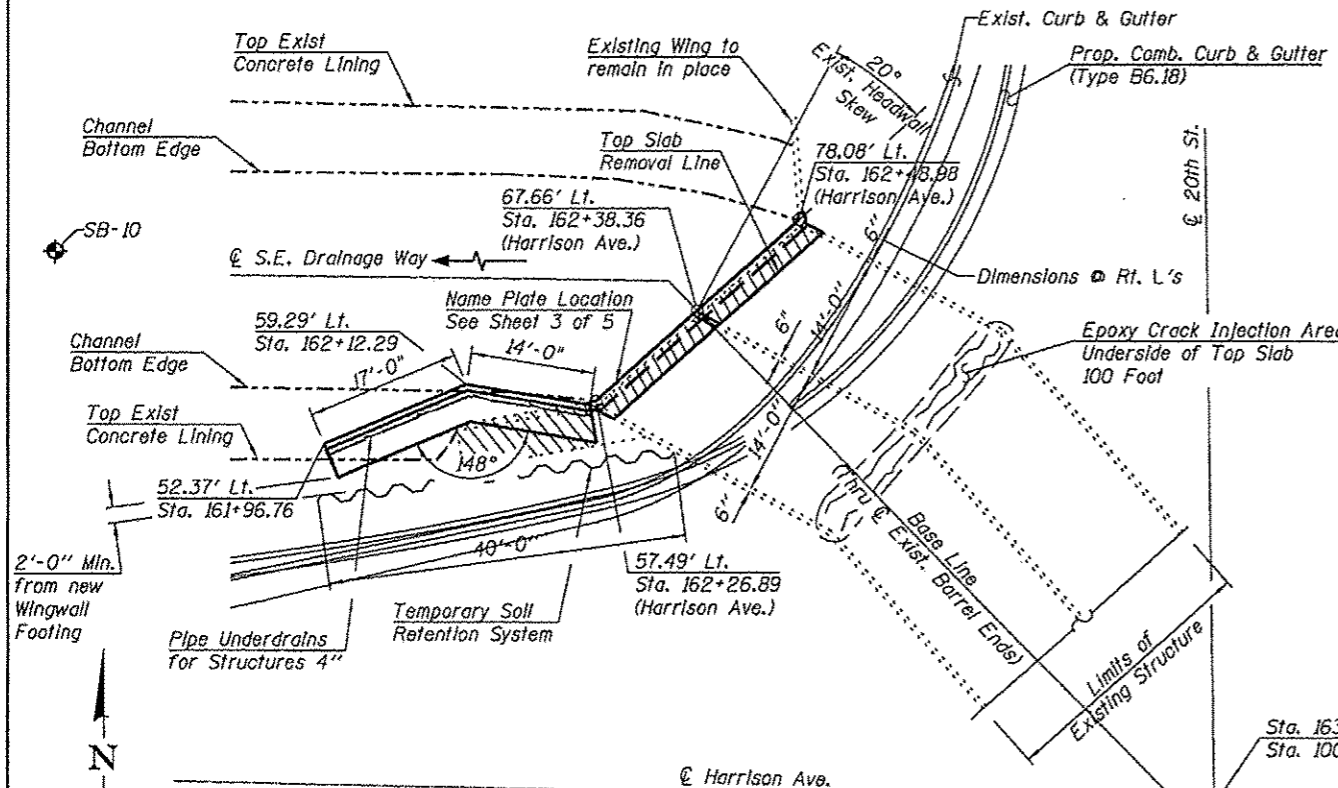 Exist. Curb & Gutter
Top Exist
Concrete Lining
Existing Wing to
remain in place
20°
Exist. Headwall
Skew
Prop. Comb. Curb & Gutter
(Type B6.18)
Channel
Bottom Edge
Top Slab
Removal Line
78.08' Lt.
Sta. 162+48.98
(Harrison Ave.)
67.66' Lt.
Sta. 162+38.36
(Harrison Ave.)
℄ 20th St.
SB-10
℄ S.E. Drainage Way
6"
Dimensions @ Rt. L's
Name Plate Location
See Sheet 3 of 5
59.29' Lt.
Sta. 162+12.29
14'-0"
6"
14'-0"
Epoxy Crack Injection Area
Underside of Top Slab
100 Foot
Channel
Bottom Edge
17'-0"
Top Exist
Concrete Lining
14'-0"
148°
52.37' Lt.
Sta. 161+96.76
6"
Base Line
(Thru ℄ Exist. Barrel Ends)
40'-0"
2'-0" Min.
from new
Wingwall
Footing
57.49' Lt.
Sta. 162+26.89
(Harrison Ave.)
Temporary Soil
Retention System
Pipe Underdrains
for Structures 4"
Limits of
Existing Structure
N
Sta. 163
Sta. 100
℄ Harrison Ave.